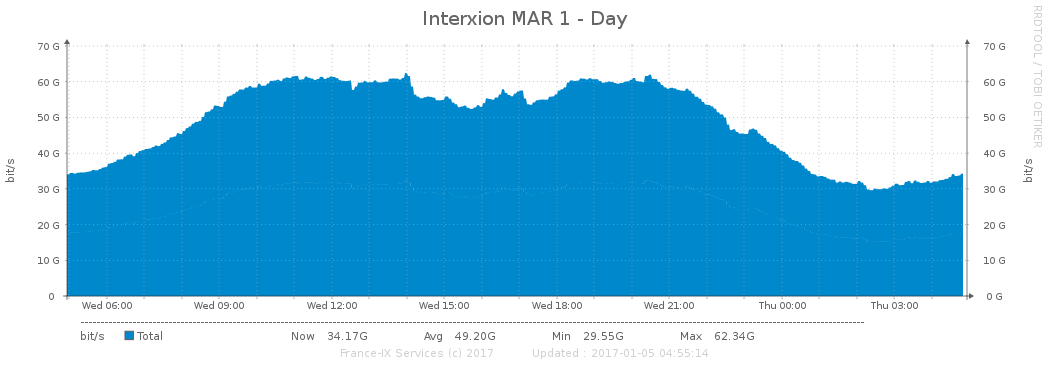 Interxion MAR 1 - Day
RRDTOOL / TOBI OETIKER
70 G 70 G
60 G 60 G
50 G 50 G
40 G 40 G
30 G 30 G
20 G 20 G
10 G 10 G
0 0 G
bit/s bit/s
Wed 06:00 Wed 09:00 Wed 12:00 Wed 15:00 Wed 18:00 Wed 21:00 Thu 00:00 Thu 03:00
bit/s Total Now 34.17G Avg 49.20G Min 29.55G Max 62.34G
France-IX Services (c) 2017 Updated : 2017-01-05 04:55:14